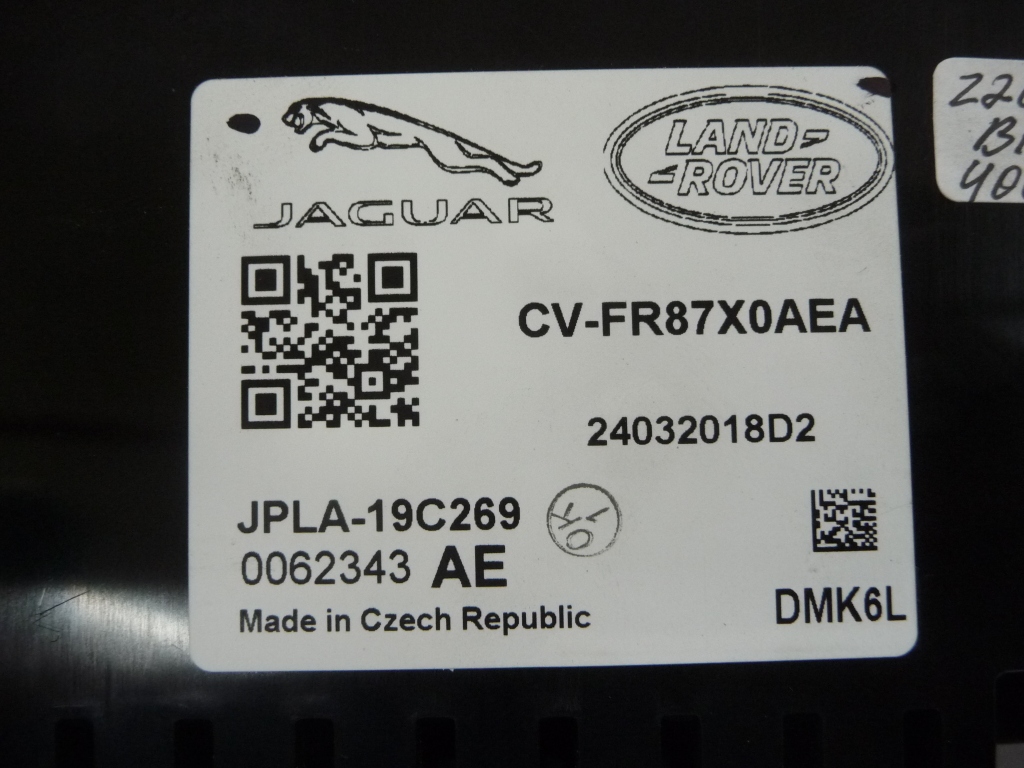 JAGUAR
LAND-
-ROVER
CV-FR87X0AEA
24032018D2
JPLA-19C269
0062343 AE
Made in Czech Republic
DMK6L